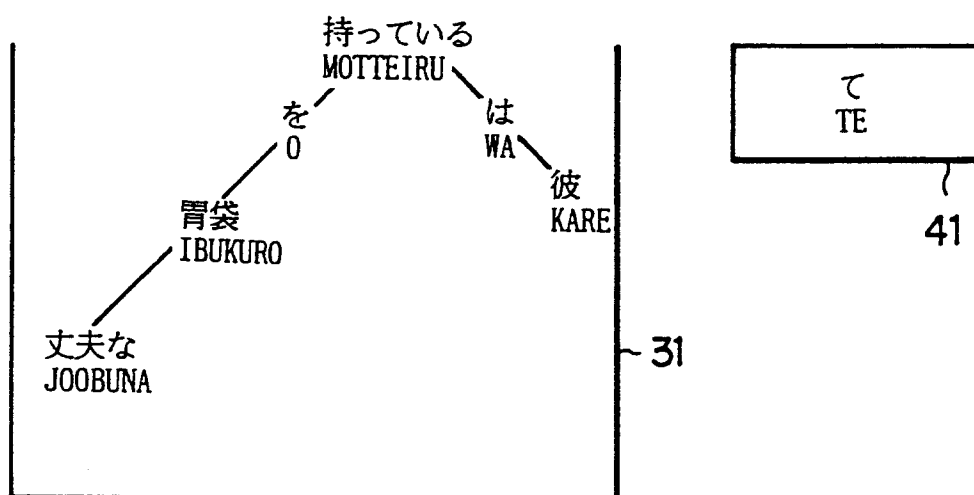 持っている
MOTTEIRU
を
O
は
WA
て
TE
彼
KARE
胃袋
IBUKURO
41
丈夫な
JOOBUNA
31